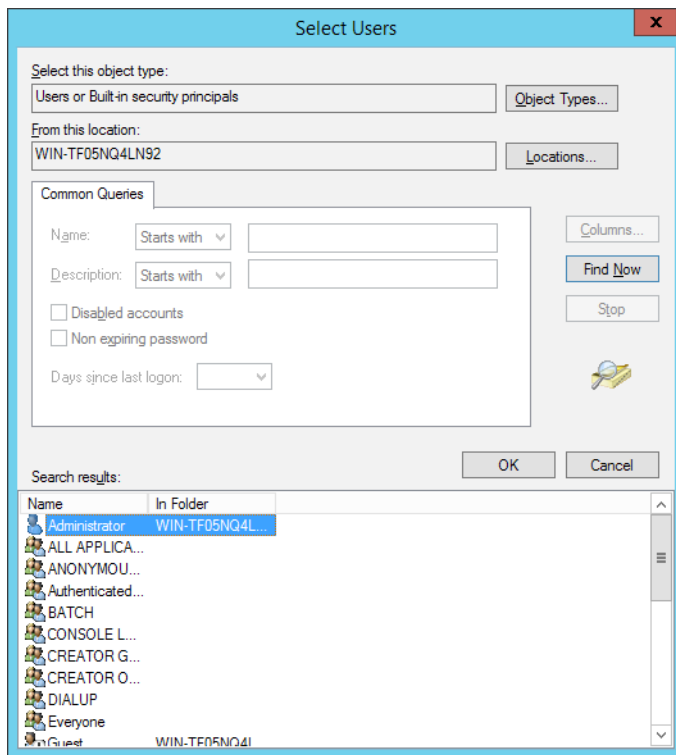 Select Users
x
Select this object type:
Users or Built-in security principals
Object Types...
From this location:
WIN-TF05NQ4LN92
Locations...
Common Queries
Name:
Starts with
Columns...
Description:
Starts with
Find Now
Disabled accounts
Stop
Non expiring password
Days since last logon:
OK
Cancel
Search results:
Name In Folder
Administrator WIN-TF05NQ4L...
ALL APPLICA...
ANONYMOU...
Authenticated...
BATCH
CONSOLE L...
CREATOR G...
CREATOR O...
DIALUP
Everyone
Guest WIN-TF05NQ4L